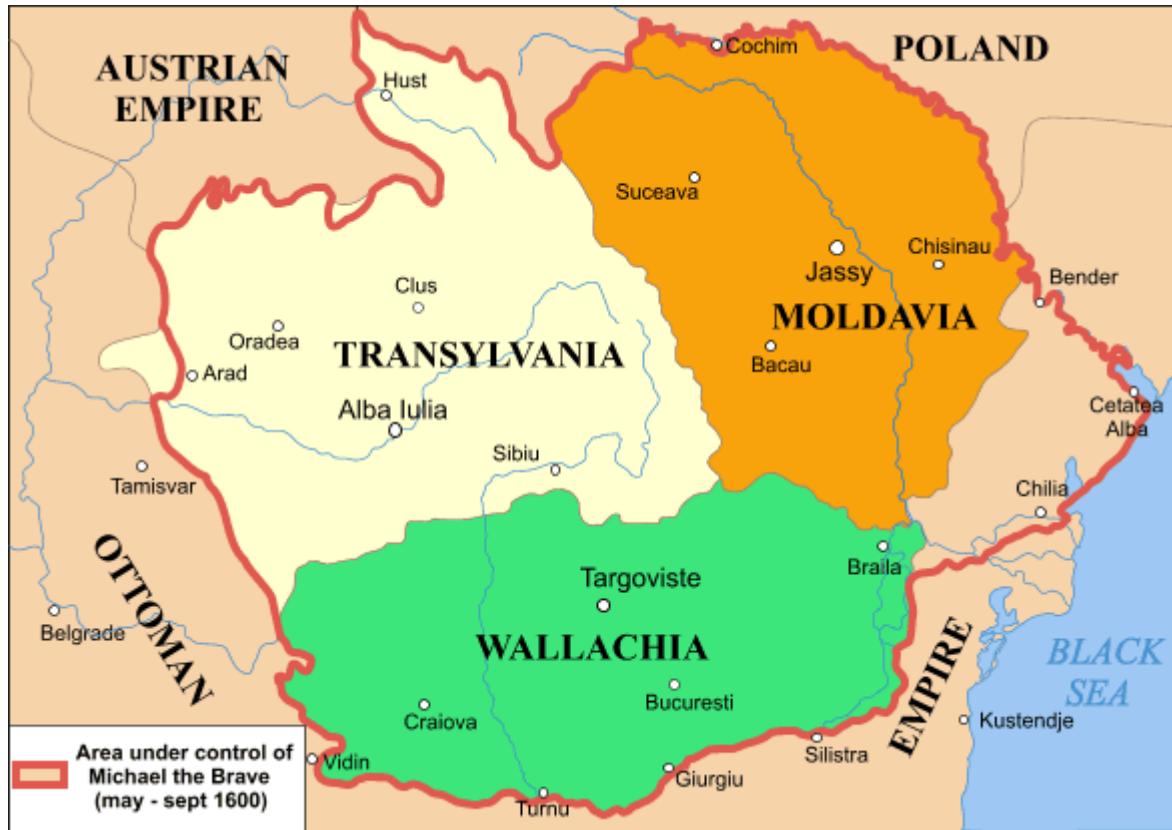 AUSTRIAN
EMPIRE
POLAND
Cochim
Hust
Suceava
Jassy
Chisinau
Bender
MOLDAVIA
Clus
Oradea
TRANSYLVANIA
Bacau
Arad
Cetatea
Alba
Alba Iulia
Sibiu
Tamisvar
Chilia
OTTOMAN
Braila
Targoviste
Belgrade
WALLACHIA
BLACK
SEA
EMPIRE
Bucuresti
Craiova
Kustendje
Silistra
Vidin
Giurgiu
Turnu
Area under control of
Michael the Brave
(may - sept 1600)